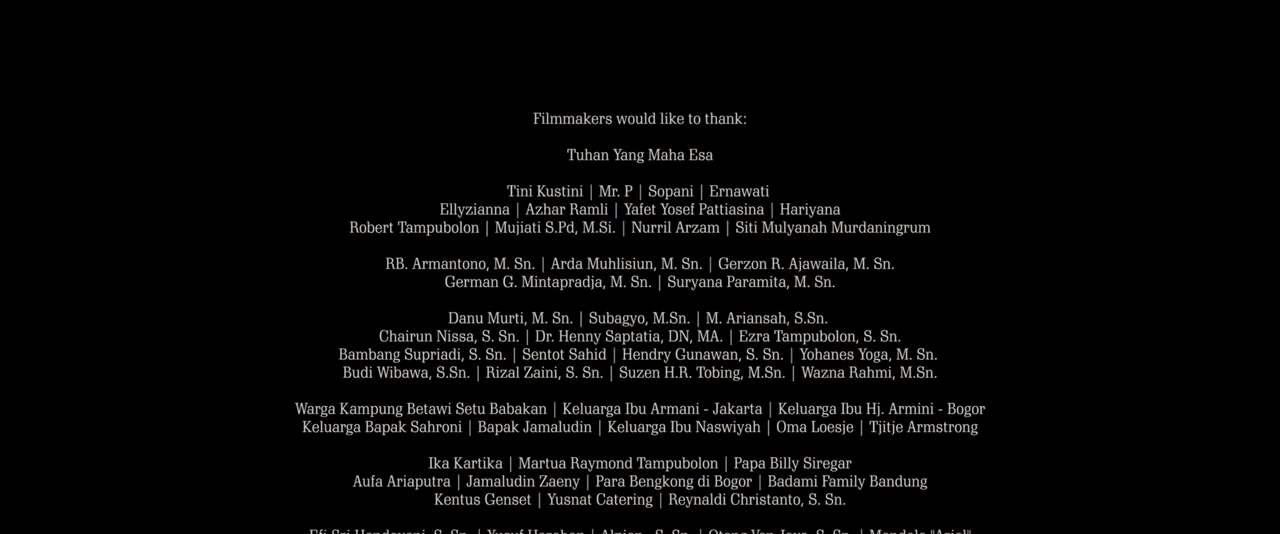 Filmmakers would like to thank:
Tuhan Yang Maha Esa
Tini Kustini | Mr. P | Sopani | Ernawati
Ellyzianna | Azhar Ramli | Yafet Yosef Pattiasina | Hariyana
Robert Tampubolon | Mujiati S.Pd, M.Si. | Nurril Arzam | Siti Mulyanah Murdaningrum
RB. Armantono, M. Sn. | Arda Muhlisiun, M. Sn. | Gerzon R. Ajawaila, M. Sn.
German G. Mintapradja, M. Sn. | Suryana Paramita, M. Sn.
Danu Murti, M. Sn. | Subagyo, M.Sn. | M. Ariansah, S.Sn.
Chairun Nissa, S. Sn. | Dr. Henny Saptatia, DN, MA. | Ezra Tampubolon, S. Sn.
Bambang Supriadi, S. Sn. | Sentot Sahid | Hendry Gunawan, S. Sn. | Yohanes Yoga, M. Sn.
Budi Wibawa, S.Sn. | Rizal Zaini, S. Sn. | Suzen H.R. Tobing, M.Sn. | Wazna Rahmi, M.Sn.
Warga Kampung Betawi Setu Babakan | Keluarga Ibu Armani - Jakarta | Keluarga Ibu Hj. Armini - Bogor
Keluarga Bapak Sahroni | Bapak Jamaludin | Keluarga Ibu Naswiyah | Oma Loesje | Tjitje Armstrong
Ika Kartika | Martua Raymond Tampubolon | Papa Billy Siregar
Aufa Ariaputra | Jamaludin Zaeny | Para Bengkong di Bogor | Badami Family Bandung
Kentus Genset | Yusnat Catering | Reynaldi Christanto, S. Sn.